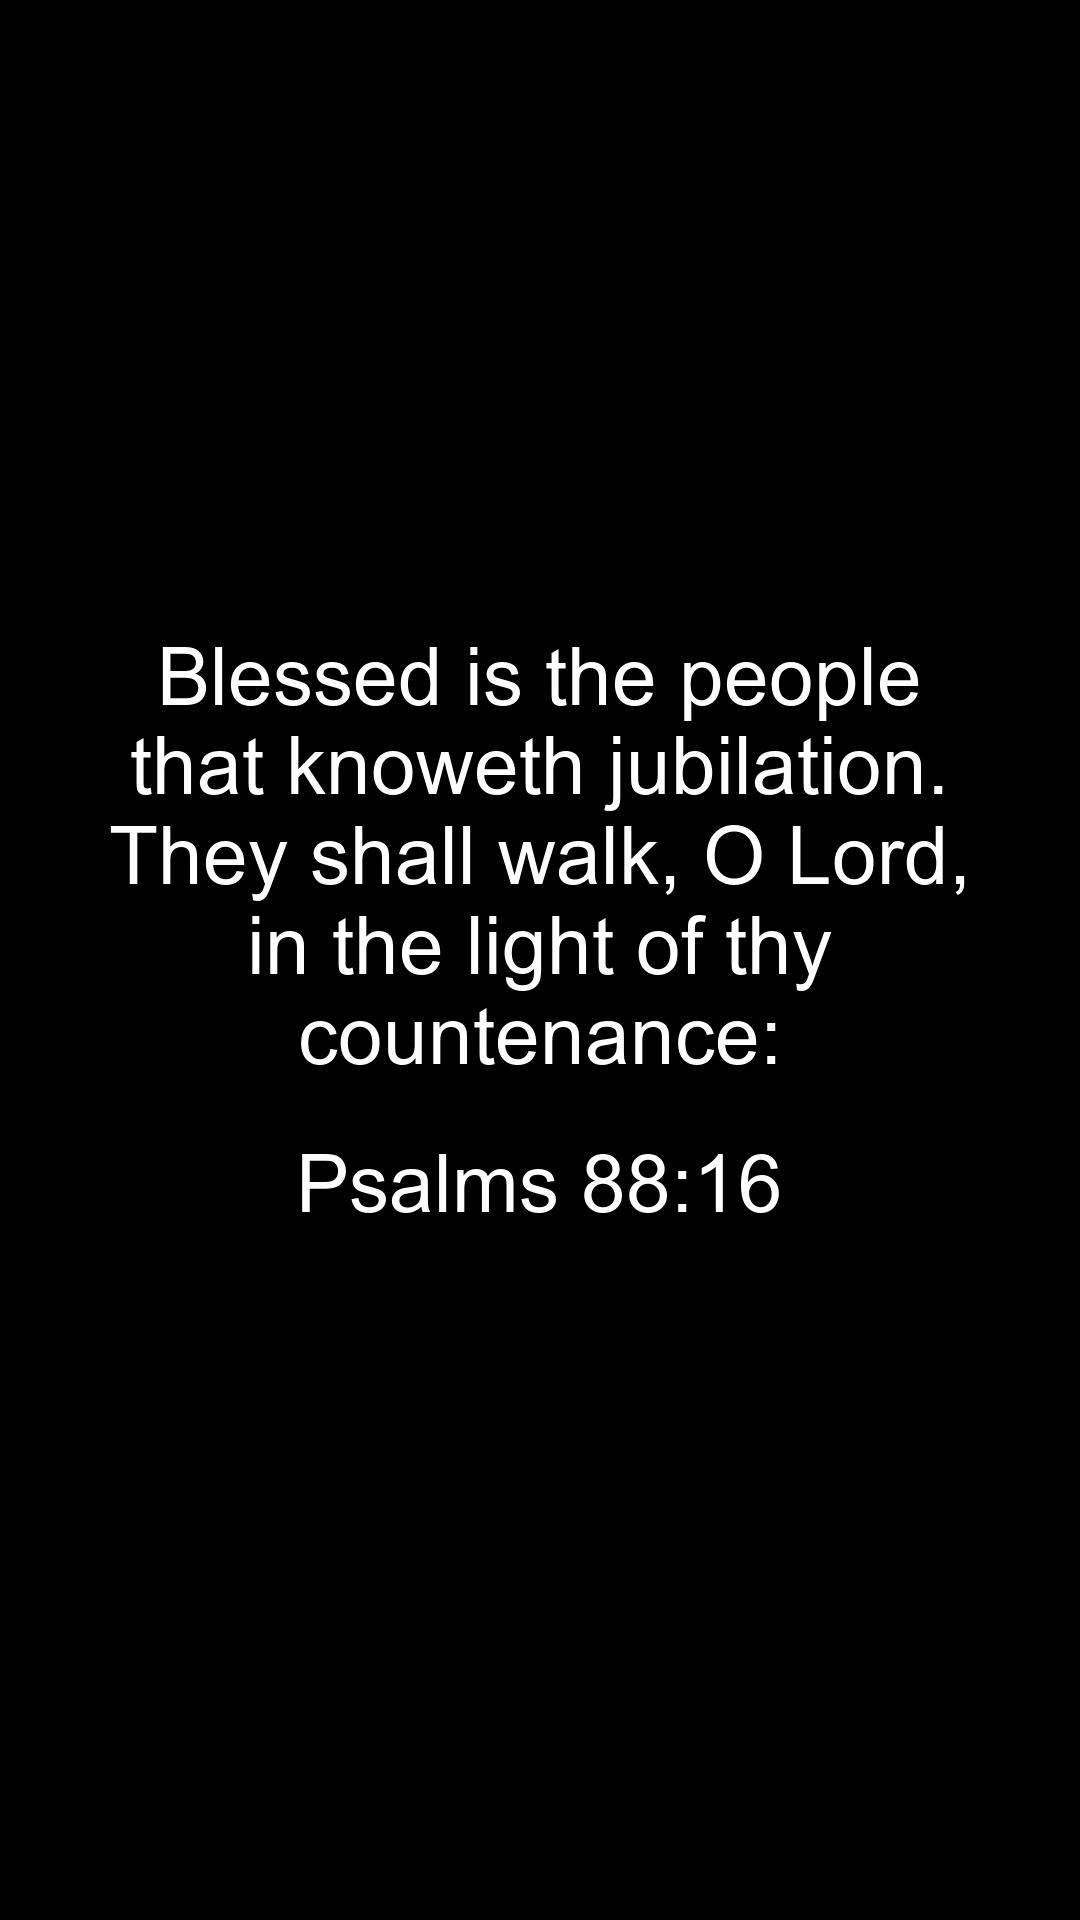 Blessed is the people
that knoweth jubilation.
They shall walk, O Lord,
in the light of thy
countenance:
Psalms 88:16